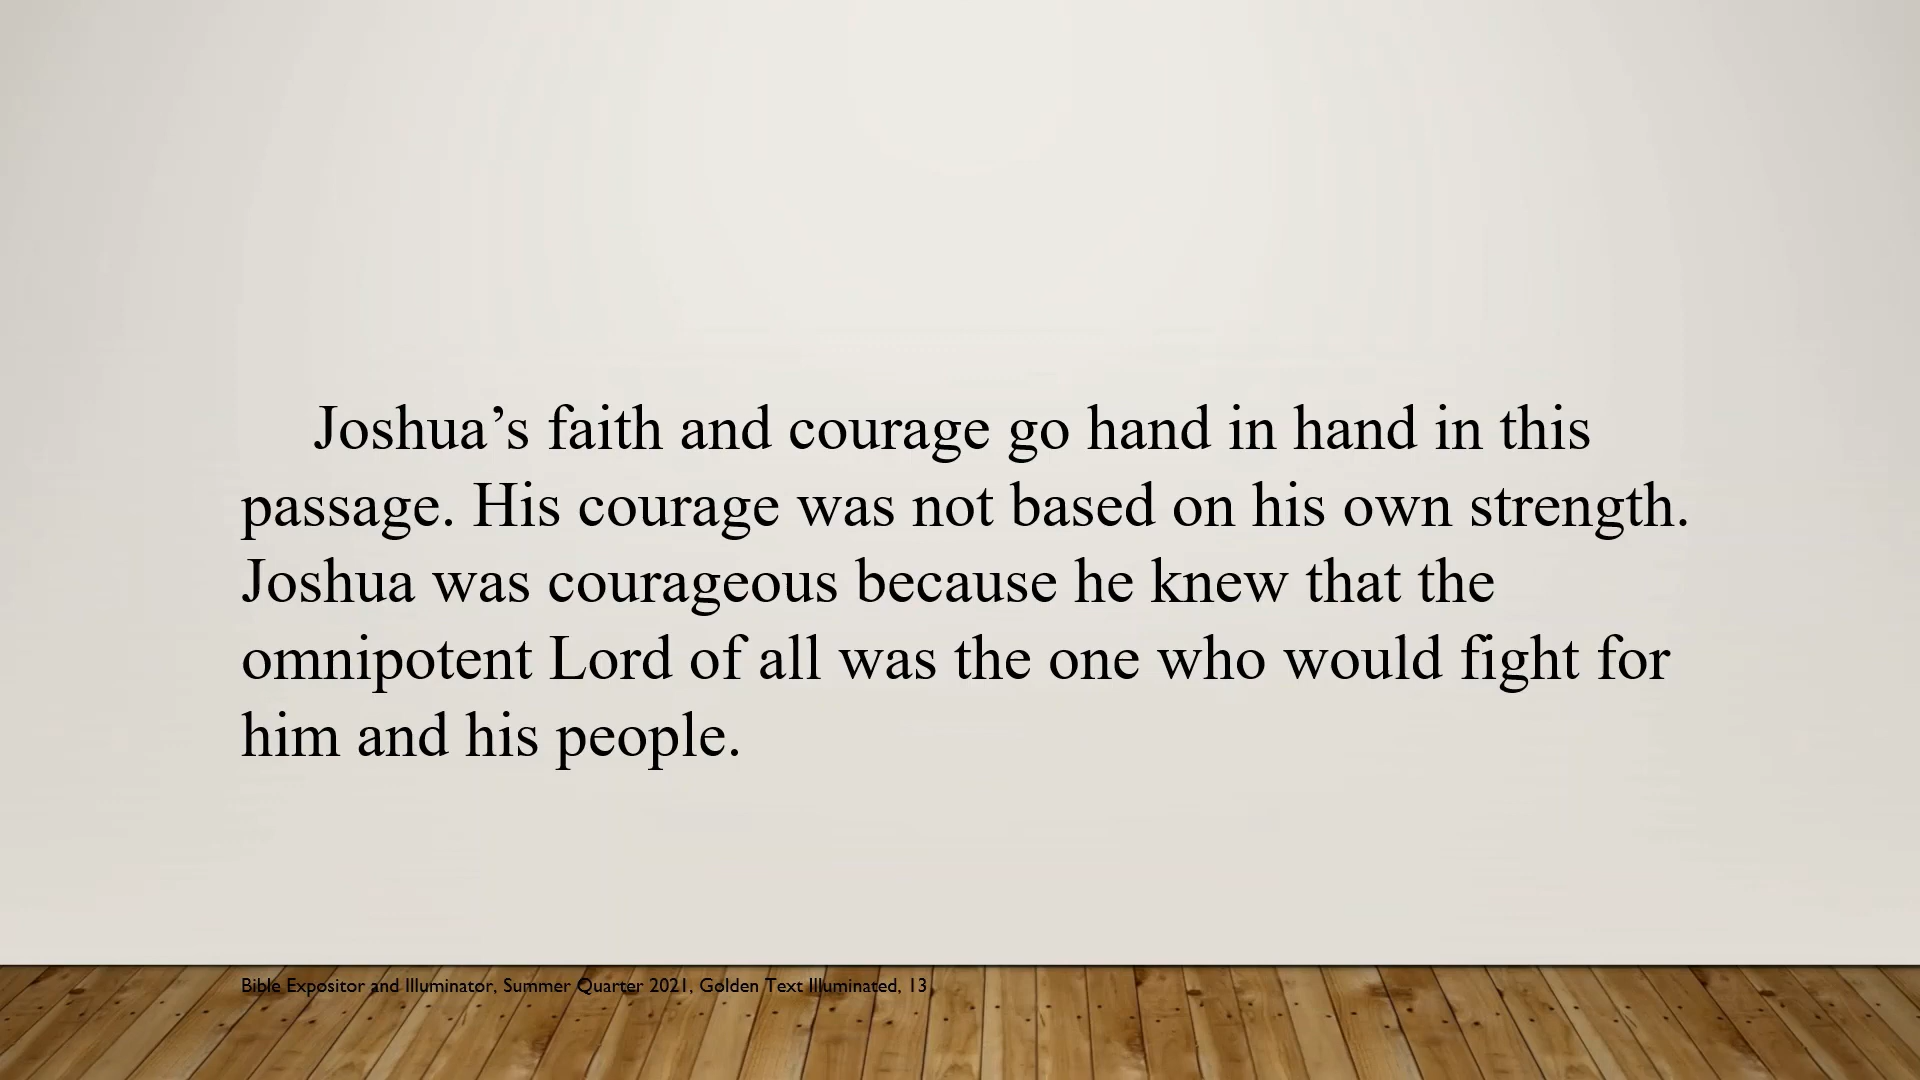 Joshua’s faith and courage go hand in hand in this
passage. His courage was not based on his own strength.
Joshua was courageous because he knew that the
omnipotent Lord of all was the one who would fight for
him and his people.
Bible Expositor and Illuminator, Summer Quarter 2021, Golden Text Illuminated, 13